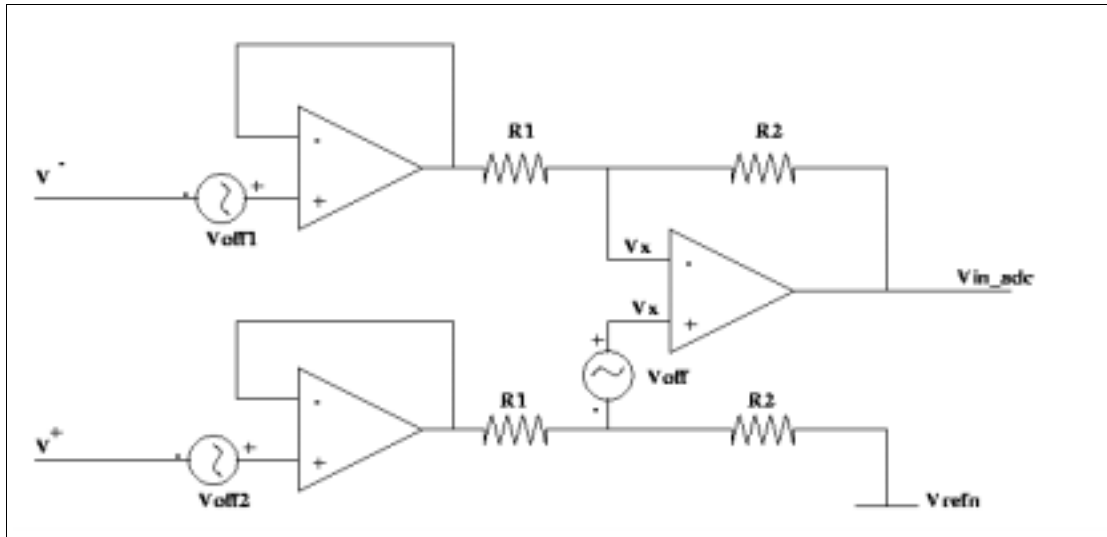 R1
R2
-
V -
-
+
+
Voff1
Vx
-
Vin_adc
Vx
+
+
Voff
-
R1
R2
-
V +
-
+
+
Voff2
Vrefn